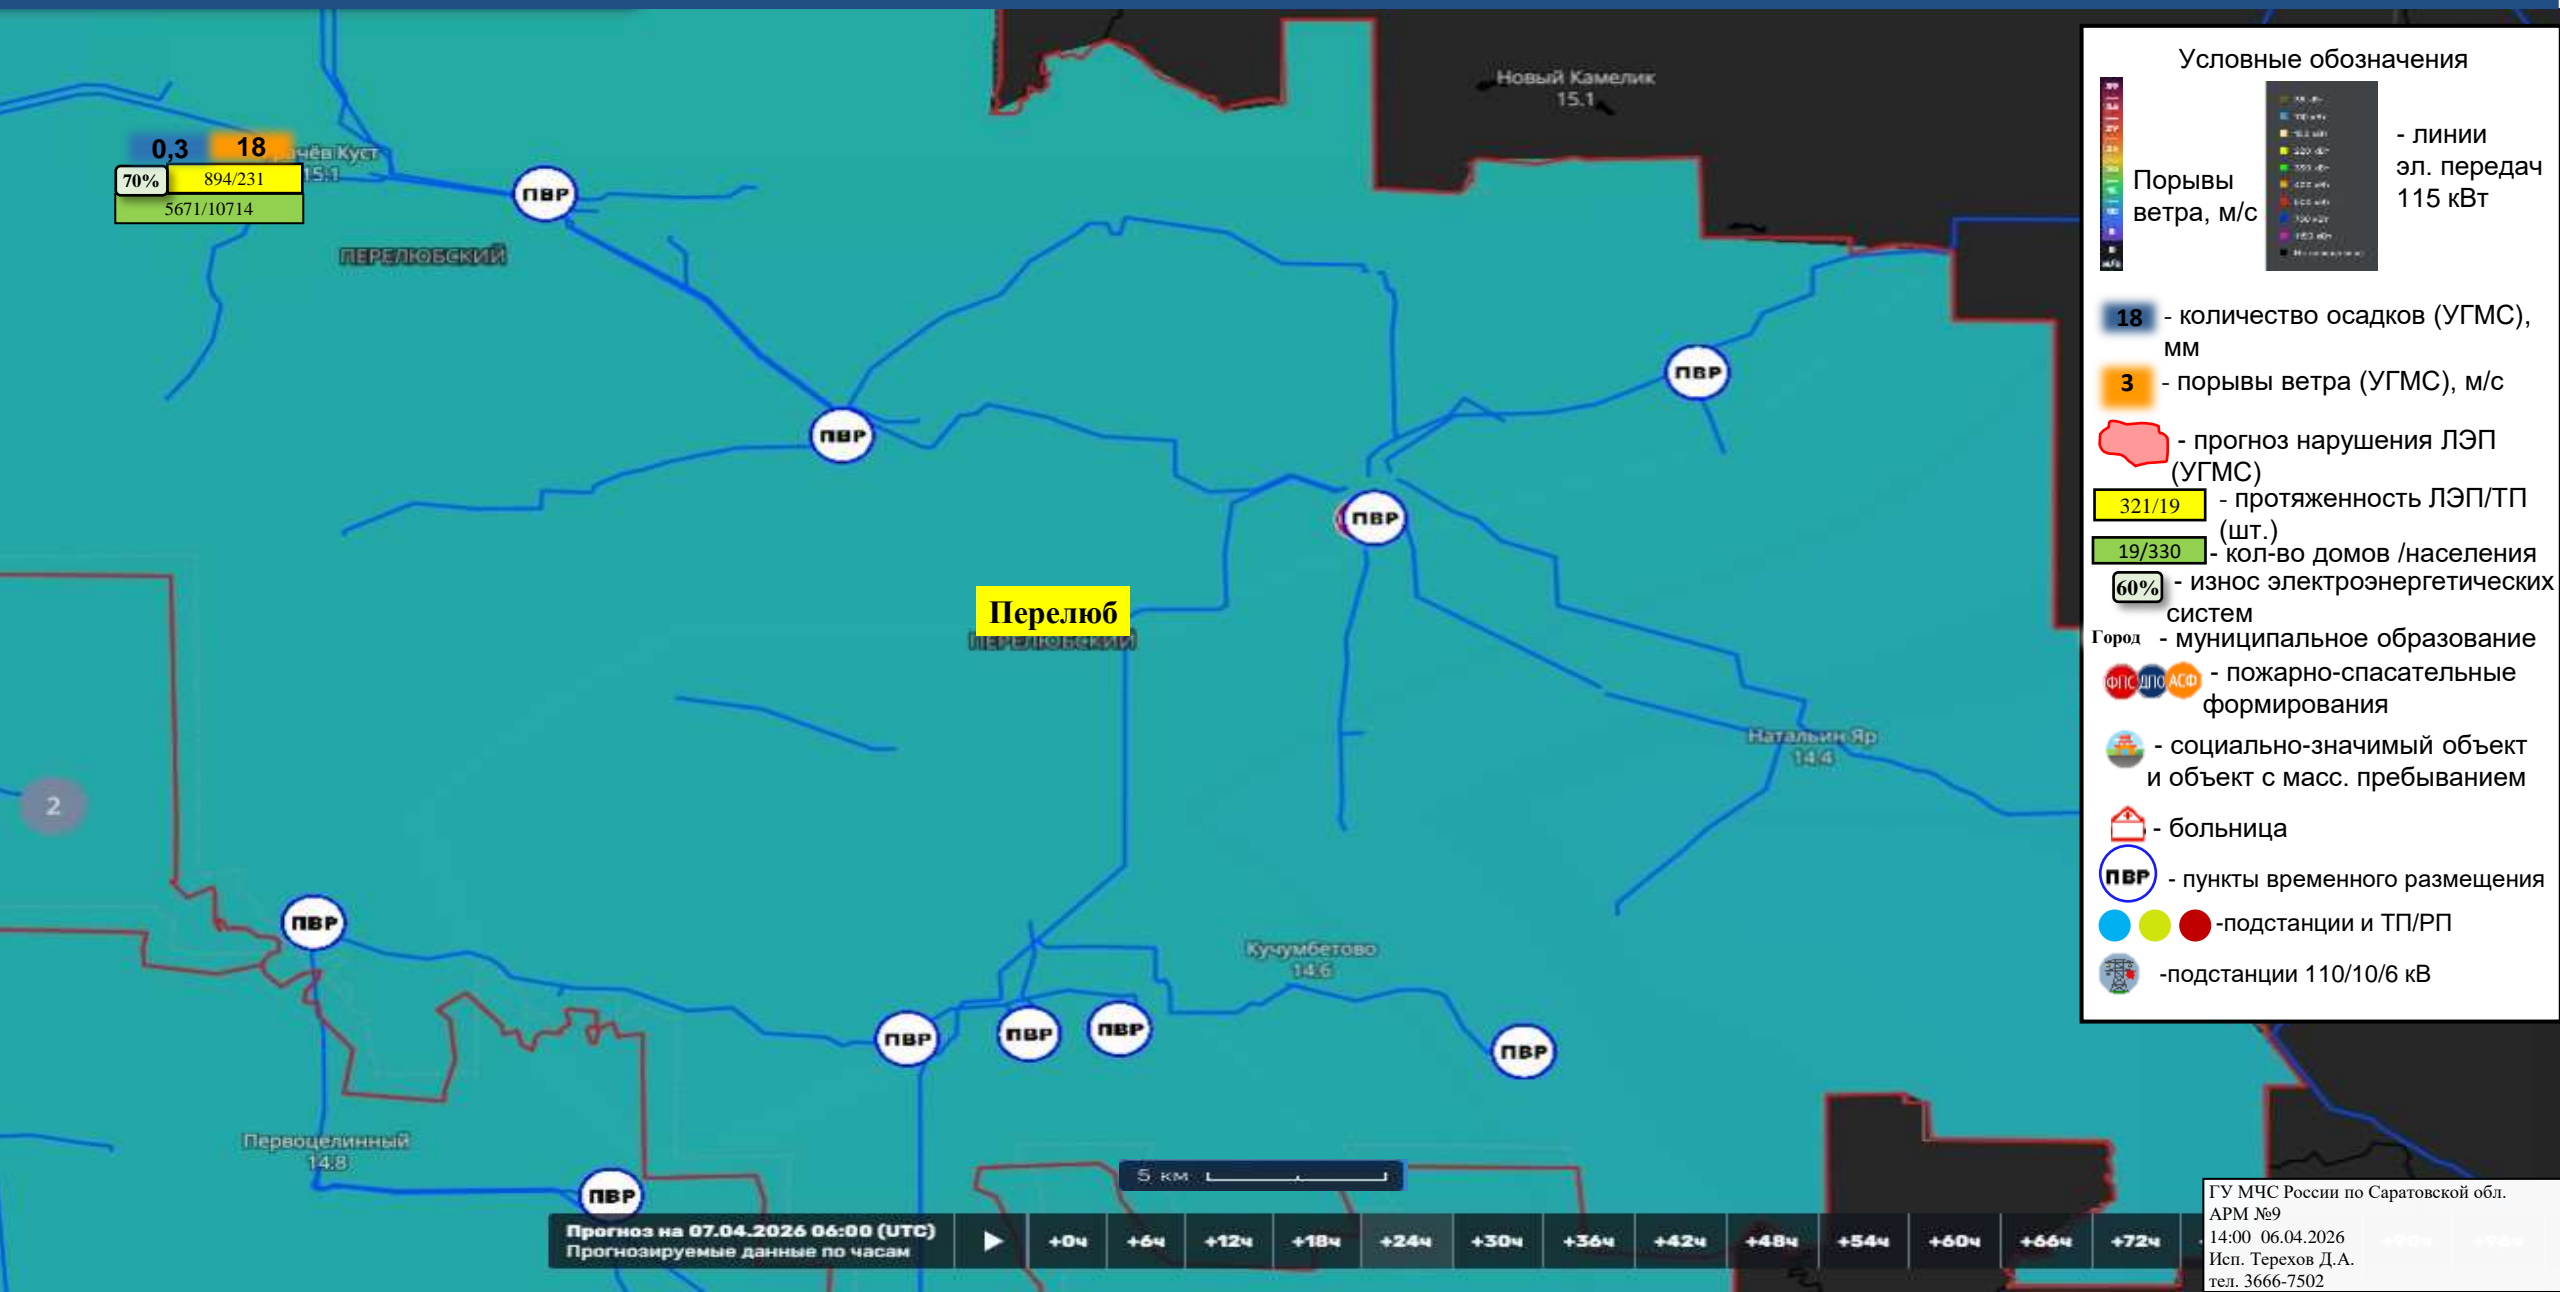 Новый Камелик
15.1
0,3 18
ачёв Куст
15.1
70% 894/231
5671/10714
ПВР
ПЕРЕЛЮБСКИЙ
ПВР
ПВР
ПВР
Перелюб
ПЕРЕЛЮБСКИЙ
Натальин Яр
14.4
2
ПВР
Кучумбетово
14.6
ПВР
ПВР
ПВР
ПВР
Первоцелинный
14.8
ПВР
5 км
Прогноз на 07.04.2026 06:00 (UTC)
Прогнозируемые данные по часам
+0ч +6ч +12ч +18ч +24ч +30ч +36ч +42ч +48ч +54ч +60ч +66ч +72ч
Условные обозначения
Порывы
ветра, м/с
- линии
эл. передач
115 кВт
18 - количество осадков (УГМС),
мм
3 - порывы ветра (УГМС), м/с
- прогноз нарушения ЛЭП
(УГМС)
321/19 - протяженность ЛЭП/ТП
(шт.)
19/330 - кол-во домов /населения
60% - износ электроэнергетических
систем
Город - муниципальное образование
ФПС ДПО АСФ - пожарно-спасательные
формирования
- социально-значимый объект
и объект с масс. пребыванием
- больница
ПВР - пункты временного размещения
-подстанции и ТП/РП
-подстанции 110/10/6 кВ
ГУ МЧС России по Саратовской обл.
АРМ №9
14:00 06.04.2026
Исп. Терехов Д.А.
тел. 3666-7502